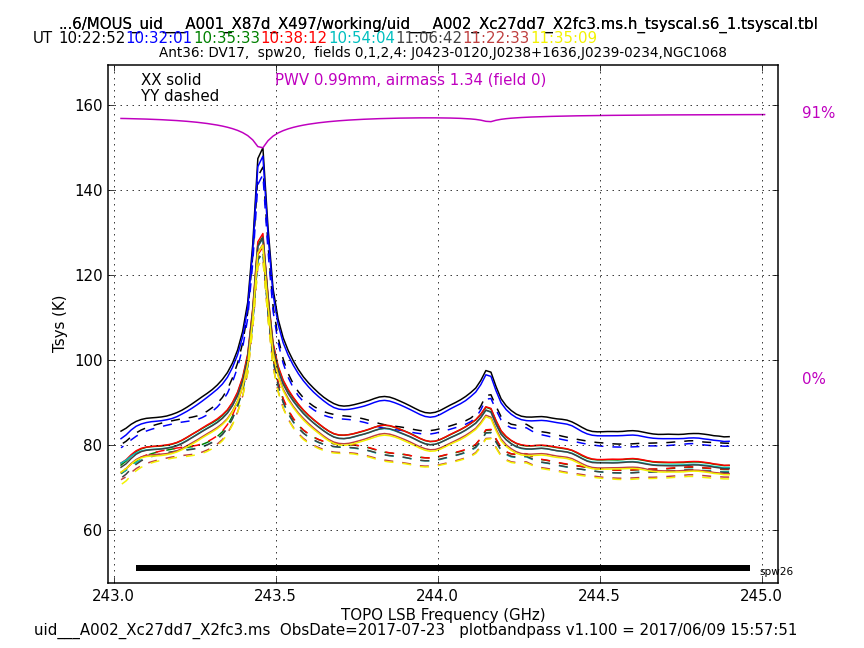 ...6/MOUS_uid___A001_X87d_X497/working/uid___A002_Xc27dd7_X2fc3.ms.h_tsyscal.s6_1.tsyscal.tbl
UT 10:22:52 10:32:01 10:35:33 10:38:12 10:54:04 11:06:42 11:22:33 11:35:09
Ant36: DV17, spw20, fields 0,1,2,4: J0423-0120,J0238+1636,J0239-0234,NGC1068
XX solid PWV 0.99mm, airmass 1.34 (field 0)
YY dashed
160
91%
140
120
Tsys (K)
100
0%
80
60
spw26
243.0 243.5 244.0 244.5 245.0
TOPO LSB Frequency (GHz)
uid___A002_Xc27dd7_X2fc3.ms ObsDate=2017-07-23 plotbandpass v1.100 = 2017/06/09 15:57:51